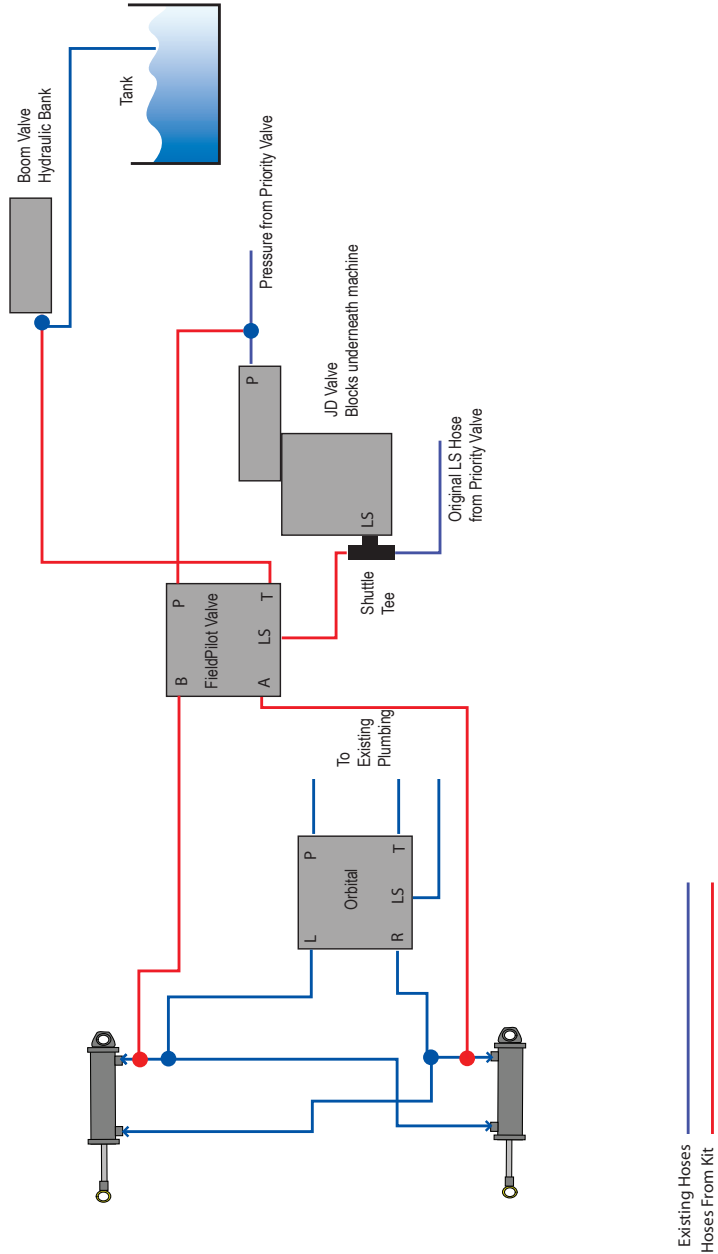 Boom Valve
Hydraulic Bank
Tank
Pressure from Priority Valve
P
JD Valve
Blocks underneath machine
LS
Original LS Hose
from Priority Valve
Shuttle
Tee
B
P
FieldPilot Valve
A
LS
T
To
Existing
Plumbing
L
P
Orbital
R
LS
T
Existing Hoses
Hoses From Kit